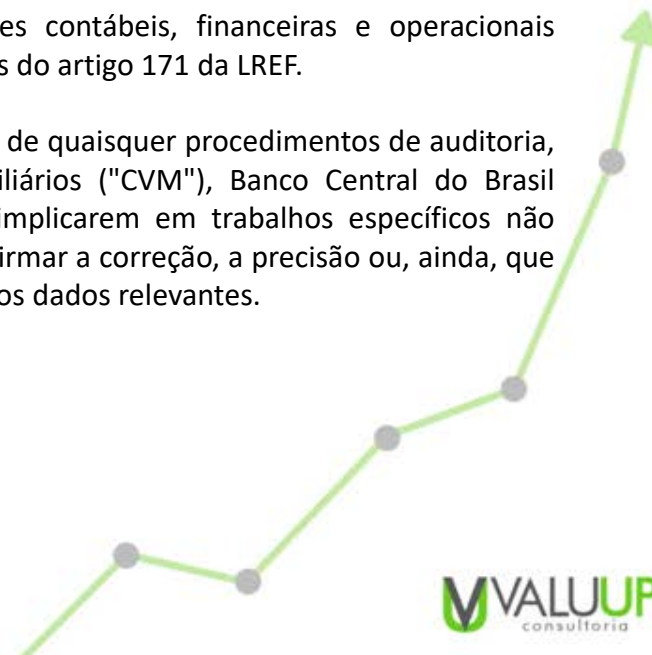 es contábeis, financeiras e operacionais
s do artigo 171 da LREF.
de quaisquer procedimentos de auditoria,
iliários ("CVM"), Banco Central do Brasil
implicarem em trabalhos específicos não
irmar a correção, a precisão ou, ainda, que
os dados relevantes.
VALUUP
consultoria